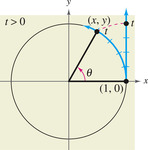 y
t > 0
(x, y)
t
t
t
θ
x
(1, 0)